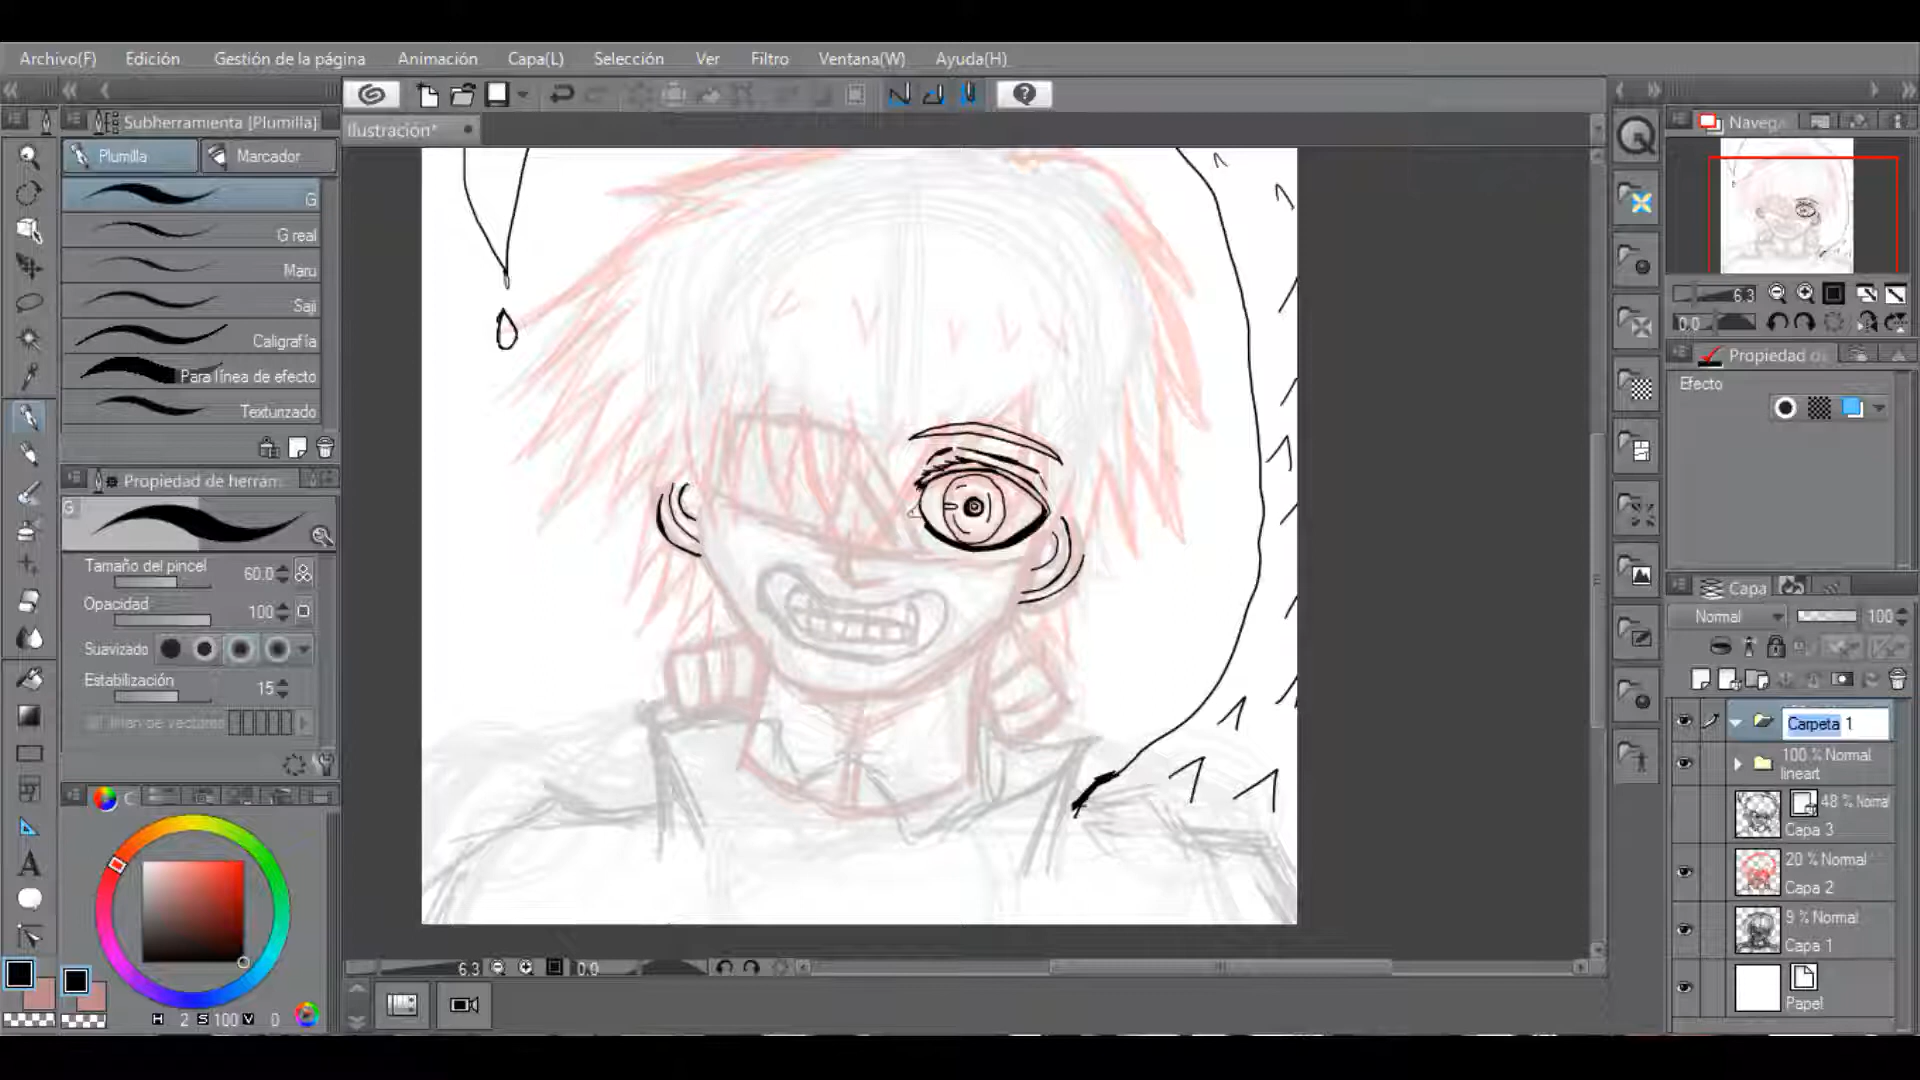 Archivo(F) Edición Gestión de la página Animación Capa(L) Selección Ver Filtro Ventana(W) Ayuda(H)
Subherramienta [Plumilla]
Ilustración*
Navega
Plumilla Marcador
G
G real
Maru
Saji
Caligrafía
Para línea de efecto
Texturizado
6.3
0.0
Propiedad de
Efecto
Propiedad de herram
G
Tamaño del pincel 60.0
Opacidad 100
Suavizado
Estabilización 15
Capa
Normal 100
Carpeta 1
100 % Normal
lineart
48 % Normal
Capa 3
20 % Normal
Capa 2
9 % Normal
Capa 1
Papel
6.3 0.0
H 2 S 100 V 0